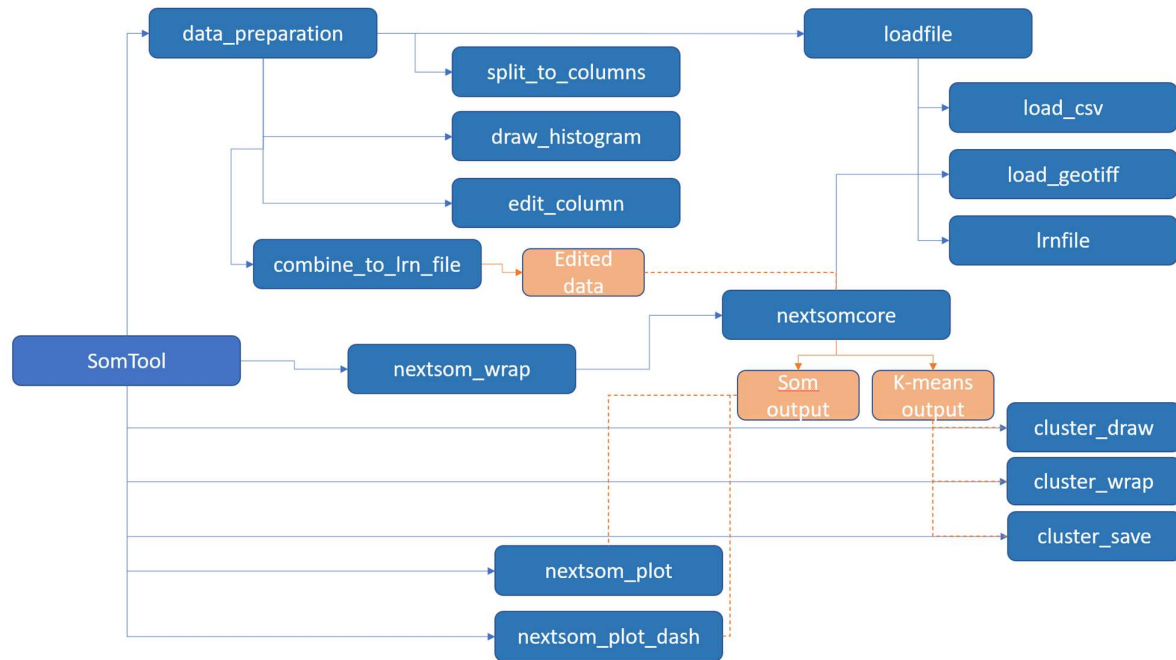 data_preparation
loadfile
split_to_columns
load_csv
draw_histogram
load_geotiff
edit_column
lrnfile
combine_to_lrn_file
Edited
data
nextsomcore
SomTool
nextsom_wrap
Som
output
K-means
output
cluster_draw
cluster_wrap
cluster_save
nextsom_plot
nextsom_plot_dash